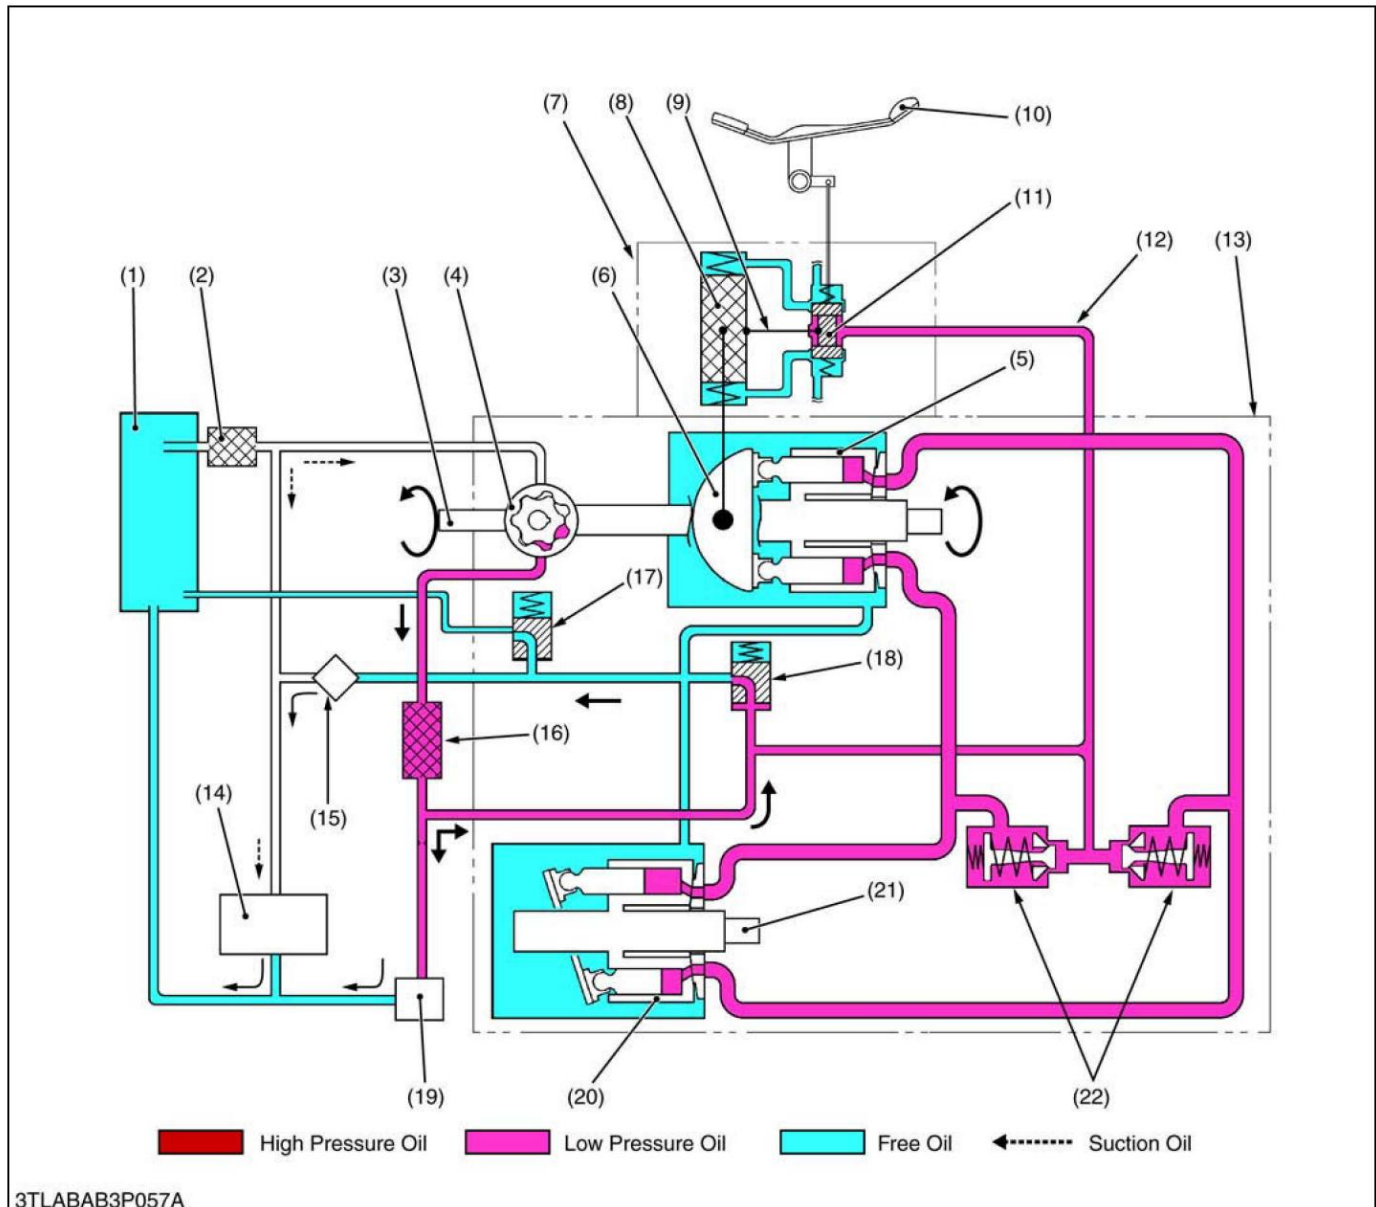 (7) (8) (9)
(10)
(11)
(12) (13)
(1) (2) (3) (4) (6)
(5)
(17)
(18)
(16)
(14) (15)
(21)
(19) (20) (22)
High Pressure Oil Low Pressure Oil Free Oil Suction Oil
3TLABAB3P057A